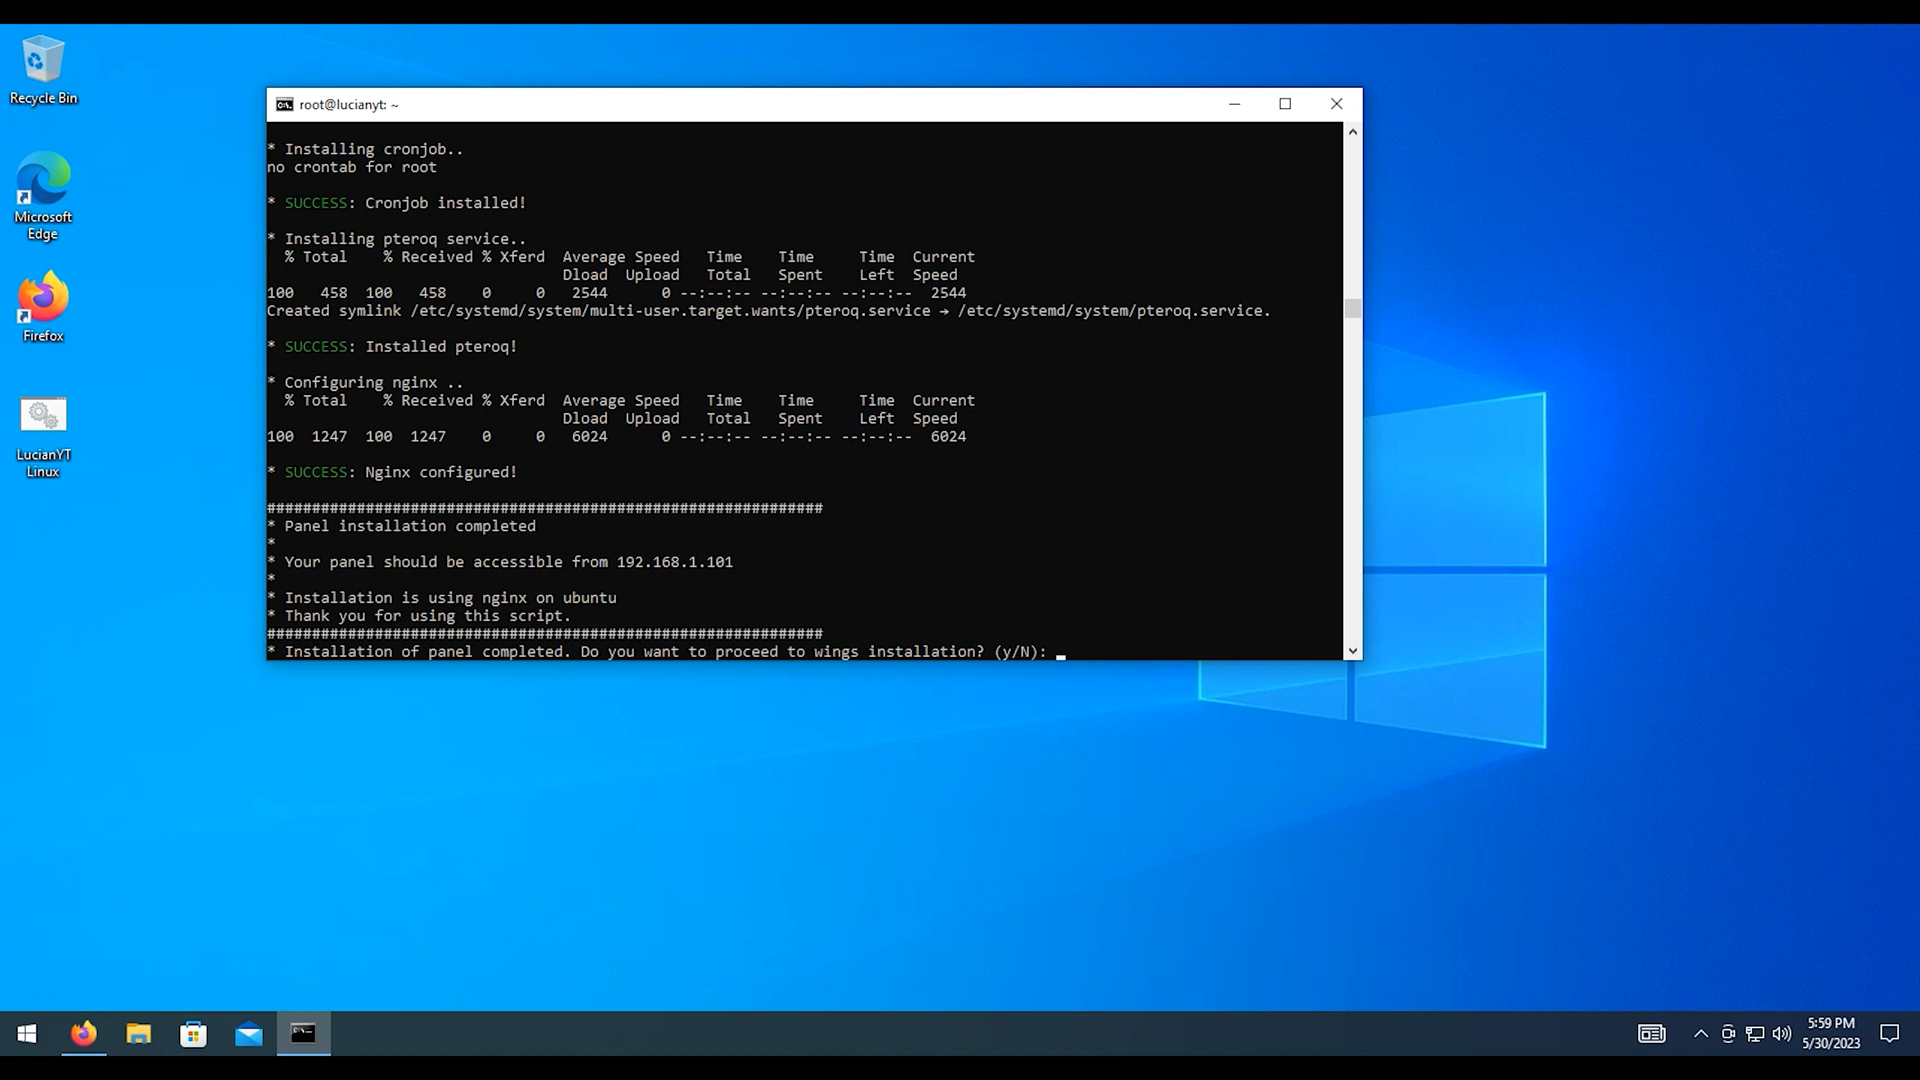 Recycle Bin
Microsoft
Edge
Firefox
LucianYT
Linux
root@lucianyt: ~
* Installing cronjob..
no crontab for root
* SUCCESS: Cronjob installed!
* Installing pteroq service..
% Total % Received % Xferd Average Speed Time Time Time Current
Dload Upload Total Spent Left Speed
100 458 100 458 0 0 2544 0 --:--:-- --:--:-- --:--:-- 2544
Created symlink /etc/systemd/system/multi-user.target.wants/pteroq.service → /etc/systemd/system/pteroq.service.
* SUCCESS: Installed pteroq!
* Configuring nginx ..
% Total % Received % Xferd Average Speed Time Time Time Current
Dload Upload Total Spent Left Speed
100 1247 100 1247 0 0 6024 0 --:--:-- --:--:-- --:--:-- 6024
* SUCCESS: Nginx configured!
##############################################################
* Panel installation completed
*
* Your panel should be accessible from 192.168.1.101
*
* Installation is using nginx on ubuntu
* Thank you for using this script.
##############################################################
* Installation of panel completed. Do you want to proceed to wings installation? (y/N):
5:59 PM
5/30/2023